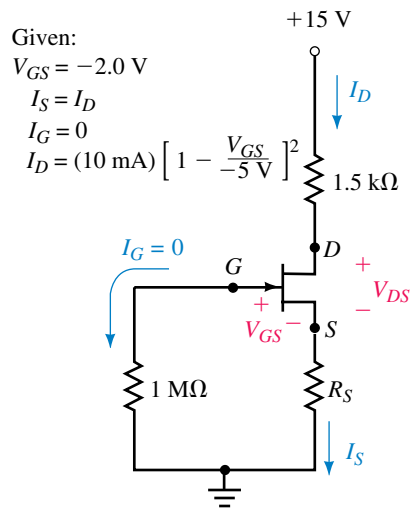 Given:
V_GS = −2.0 V
I_S = I_D
I_G = 0
I_D = (10 mA) [ 1 − V_GS / −5 V ]²
+15 V
I_D
1.5 kΩ
I_G = 0
G
D
+
V_DS
−
+
V_GS −
S
1 MΩ
R_S
I_S